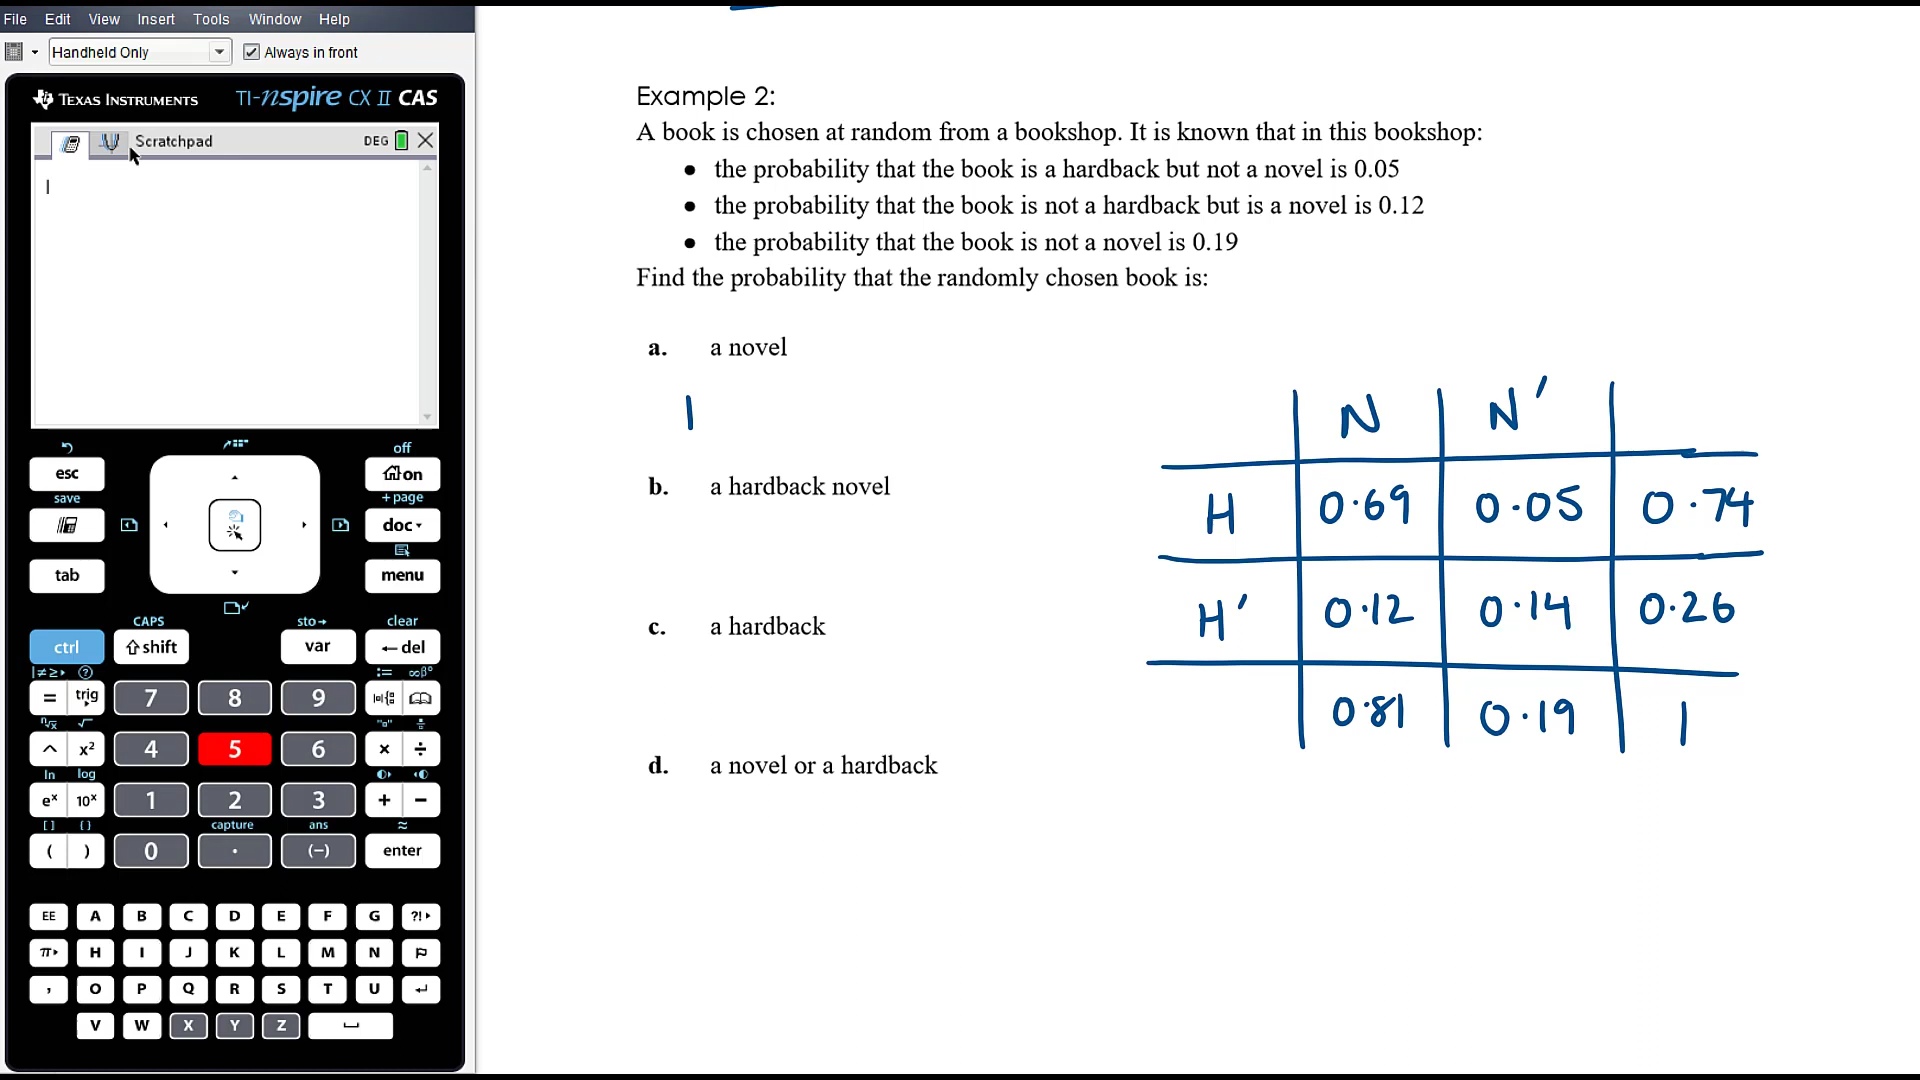 File Edit View Insert Tools Window Help
Handheld Only Always in front
TEXAS INSTRUMENTS TI-nspire CX II CAS
Scratchpad DEG
off
esc on
save + page
doc
tab menu
CAPS sto→ clear
ctrl ⇧shift var ←del
|≠≥▸ ? := ∞β°
= trig 7 8 9
ⁿ√x √ "▫" ÷
^ x² 4 5 6 × ÷
ln log
eˣ 10ˣ 1 2 3 + −
[ ] { } capture ans ≈
( ) 0 . (−) enter
EE A B C D E F G ?!▸
π▸ H I J K L M N
, O P Q R S T U ↵
V W X Y Z
Example 2:
A book is chosen at random from a bookshop. It is known that in this bookshop:
• the probability that the book is a hardback but not a novel is 0.05
• the probability that the book is not a hardback but is a novel is 0.12
• the probability that the book is not a novel is 0.19
Find the probability that the randomly chosen book is:
a. a novel
b. a hardback novel
c. a hardback
d. a novel or a hardback
N N'
H 0.69 0.05 0.74
H' 0.12 0.14 0.26
0.81 0.19 1